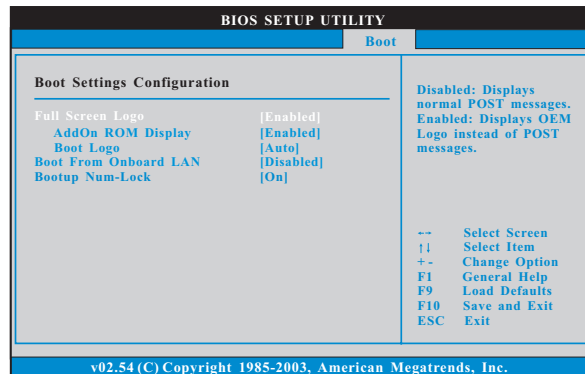 BIOS SETUP UTILITY
Boot
Boot Settings Configuration
Full Screen Logo [Enabled]
AddOn ROM Display [Enabled]
Boot Logo [Auto]
Boot From Onboard LAN [Disabled]
Bootup Num-Lock [On]
Disabled: Displays
normal POST messages.
Enabled: Displays OEM
Logo instead of POST
messages.
←→ Select Screen
↑↓ Select Item
+ - Change Option
F1 General Help
F9 Load Defaults
F10 Save and Exit
ESC Exit
v02.54 (C) Copyright 1985-2003, American Megatrends, Inc.